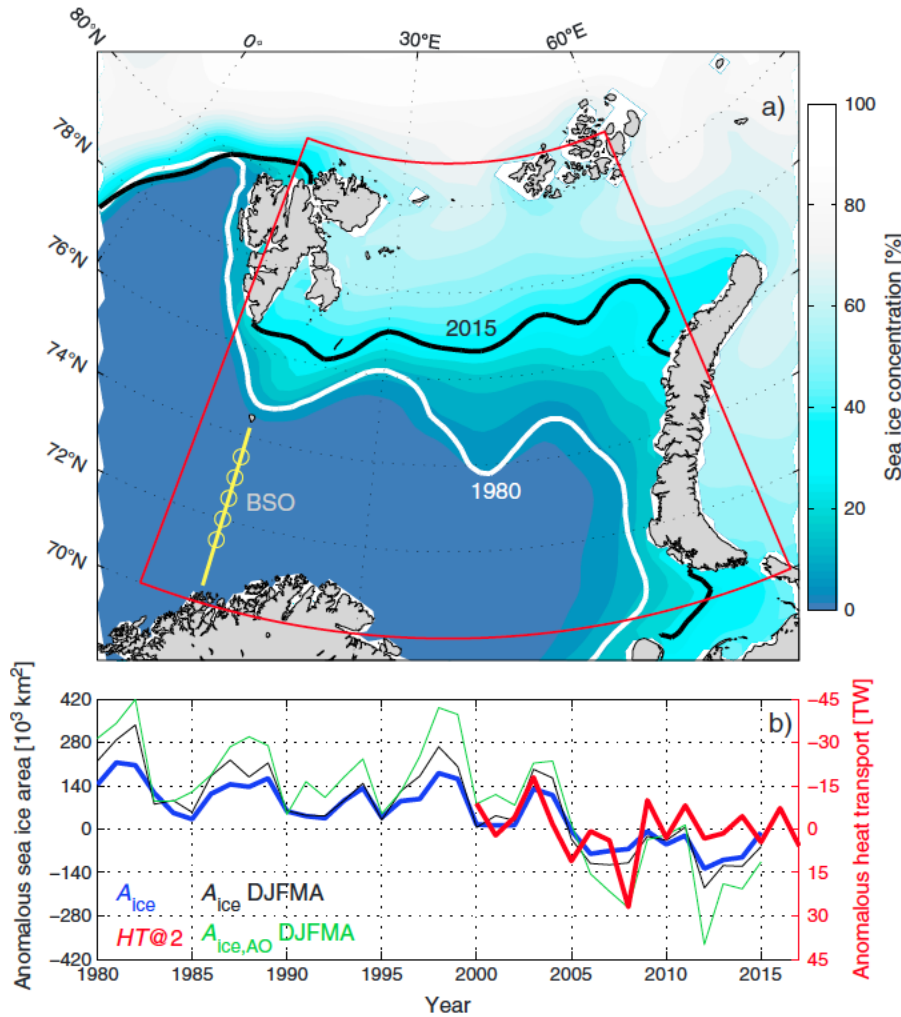 80°N 0° 30°E 60°E
a)
78°N
76°N
74°N
72°N
70°N
2015
1980
BSO
100
80
60
40
20
0
Sea ice concentration [%]
b)
Anomalous sea ice area [10³ km²]
420
280
140
0
-140
-280
-420
-45
-30
-15
0
15
30
45
Anomalous heat transport [TW]
A_ice A_ice DJFMA
HT@2 A_ice,AO DJFMA
1980 1985 1990 1995 2000 2005 2010 2015
Year